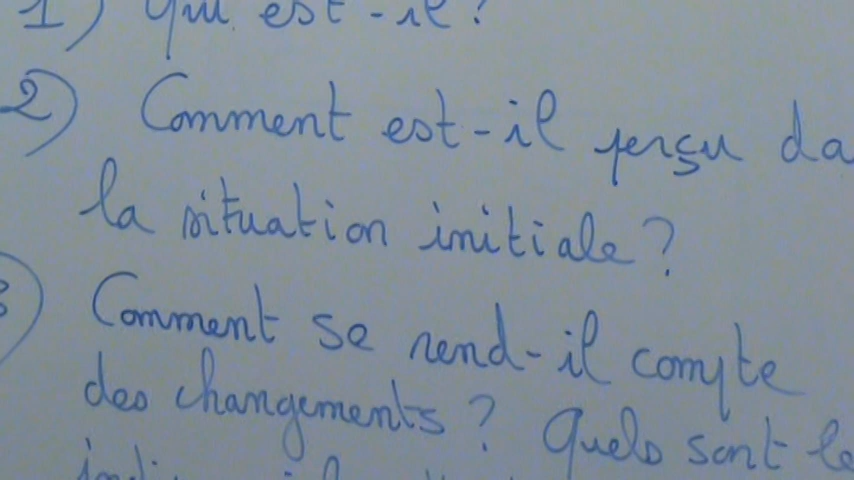 1) Qui est-il?
2) Comment est-il perçu da
la situation initiale?
3) Comment se rend-il compte
des changements? Quels sont le